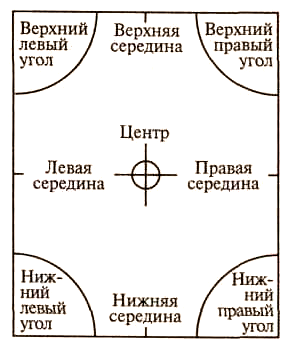 Верхний
левый
угол
Верхняя
середина
Верхний
правый
угол
Центр
Левая
середина
Правая
середина
Ниж-
ний
левый
угол
Нижняя
середина
Ниж-
ний
правый
угол